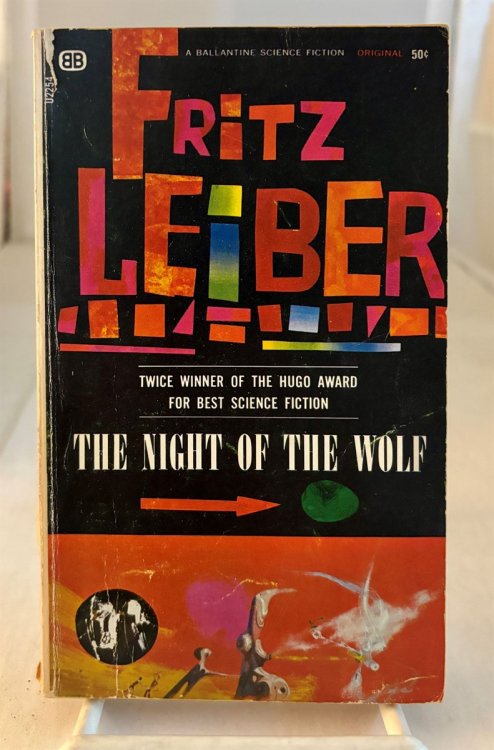 BB
A BALLANTINE SCIENCE FICTION ORIGINAL 50¢
U2254
FRiTZ
LEiBER
TWICE WINNER OF THE HUGO AWARD
FOR BEST SCIENCE FICTION
THE NIGHT OF THE WOLF